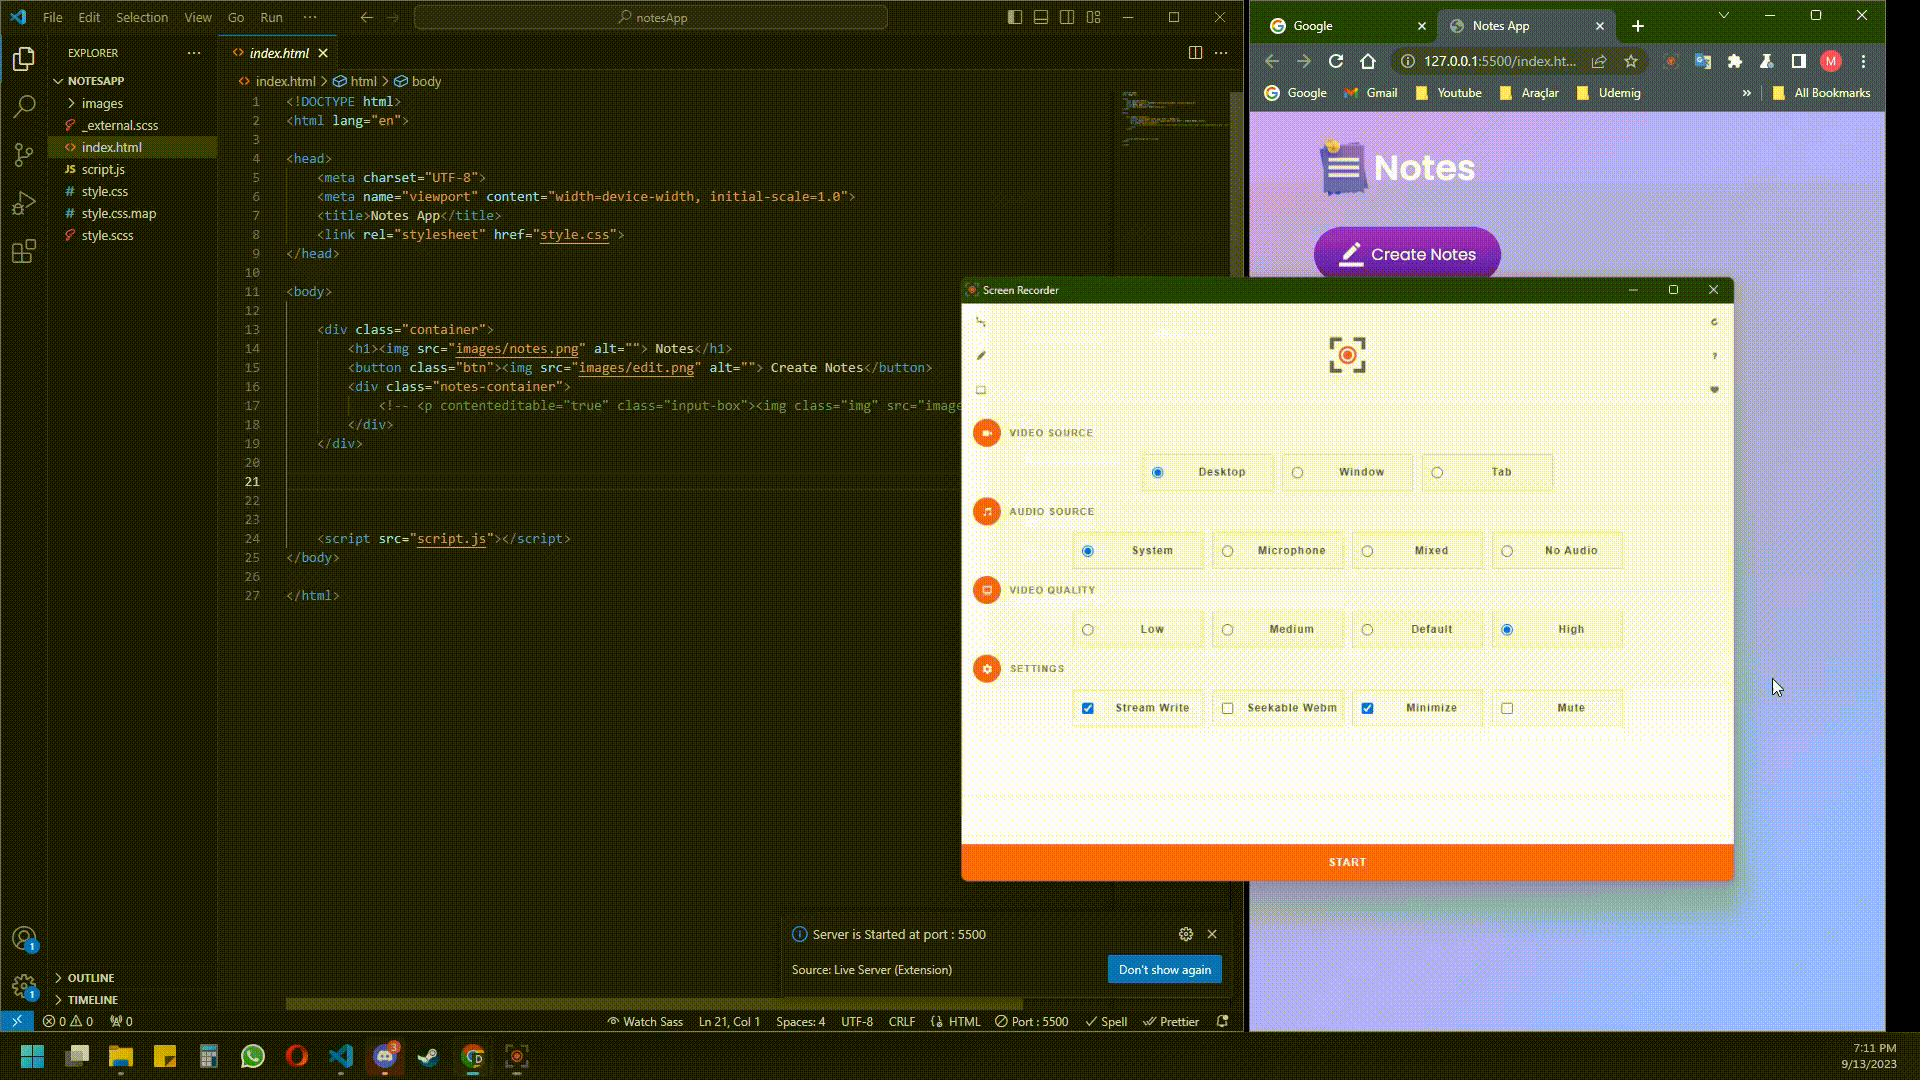 File Edit Selection View Go Run ···
notesApp
EXPLORER ···
NOTESAPP
images
_external.scss
index.html
JS script.js
# style.css
# style.css.map
style.scss
OUTLINE
TIMELINE
index.html
index.html > html > body
1 <!DOCTYPE html>
2 <html lang="en">
3
4 <head>
5 <meta charset="UTF-8">
6 <meta name="viewport" content="width=device-width, initial-scale=1.0">
7 <title>Notes App</title>
8 <link rel="stylesheet" href="style.css">
9 </head>
10
11 <body>
12
13 <div class="container">
14 <h1><img src="images/notes.png" alt=""> Notes</h1>
15 <button class="btn"><img src="images/edit.png" alt=""> Create Notes</button>
16 <div class="notes-container">
17 <!-- <p contenteditable="true" class="input-box"><img class="img" src="image
18 </div>
19 </div>
20
21
22
23
24 <script src="script.js"></script>
25 </body>
26
27 </html>
Server is Started at port : 5500
Source: Live Server (Extension)
Don't show again
0 0 0
Watch Sass Ln 21, Col 1 Spaces: 4 UTF-8 CRLF HTML Port : 5500 Spell Prettier
1
1
Google
Notes App
127.0.0.1:5500/index.ht...
M
Google Gmail Youtube Araçlar Udemig » All Bookmarks
Notes
Create Notes
Screen Recorder
?
VIDEO SOURCE
Desktop Window Tab
AUDIO SOURCE
System Microphone Mixed No Audio
VIDEO QUALITY
Low Medium Default High
SETTINGS
Stream Write Seekable Webm Minimize Mute
START
3
D
7:11 PM
9/13/2023